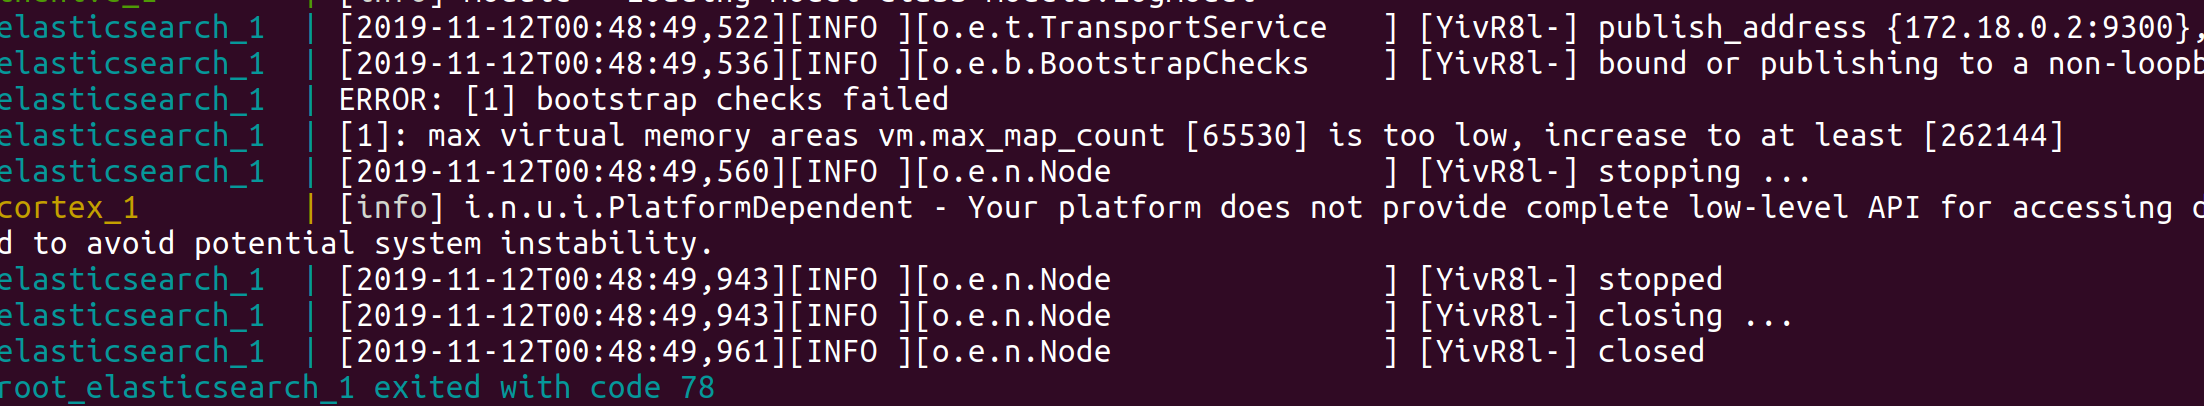 elasticsearch_1  | [2019-11-12T00:48:49,522][INFO ][o.e.t.TransportService   ] [YivR8l-] publish_address {172.18.0.2:9300},
elasticsearch_1  | [2019-11-12T00:48:49,536][INFO ][o.e.b.BootstrapChecks    ] [YivR8l-] bound or publishing to a non-loopb
elasticsearch_1  | ERROR: [1] bootstrap checks failed
elasticsearch_1  | [1]: max virtual memory areas vm.max_map_count [65530] is too low, increase to at least [262144]
elasticsearch_1  | [2019-11-12T00:48:49,560][INFO ][o.e.n.Node               ] [YivR8l-] stopping ...
cortex_1         | [info] i.n.u.i.PlatformDependent - Your platform does not provide complete low-level API for accessing
d to avoid potential system instability.
elasticsearch_1  | [2019-11-12T00:48:49,943][INFO ][o.e.n.Node               ] [YivR8l-] stopped
elasticsearch_1  | [2019-11-12T00:48:49,943][INFO ][o.e.n.Node               ] [YivR8l-] closing ...
elasticsearch_1  | [2019-11-12T00:48:49,961][INFO ][o.e.n.Node               ] [YivR8l-] closed
root_elasticsearch_1 exited with code 78